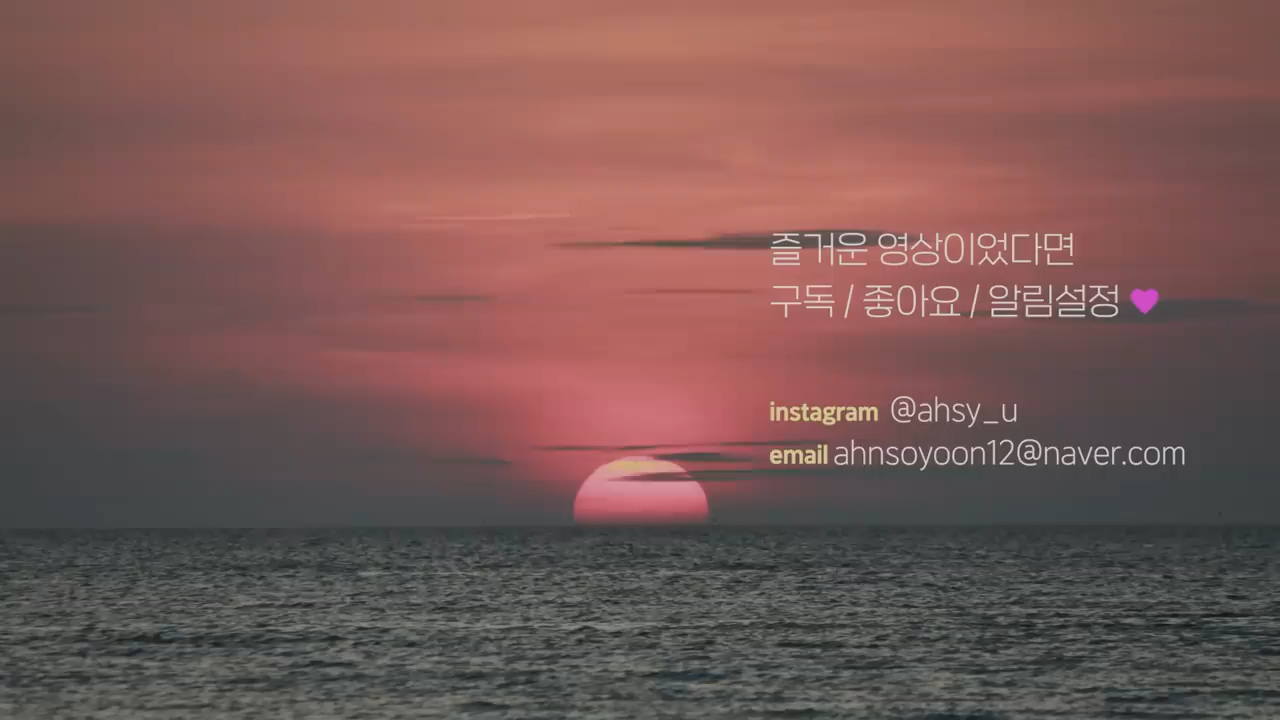 즐거운 영상이었다면
구독 / 좋아요 / 알림설정 💜
instagram @ahsy_u
email ahnsoyoon12@naver.com